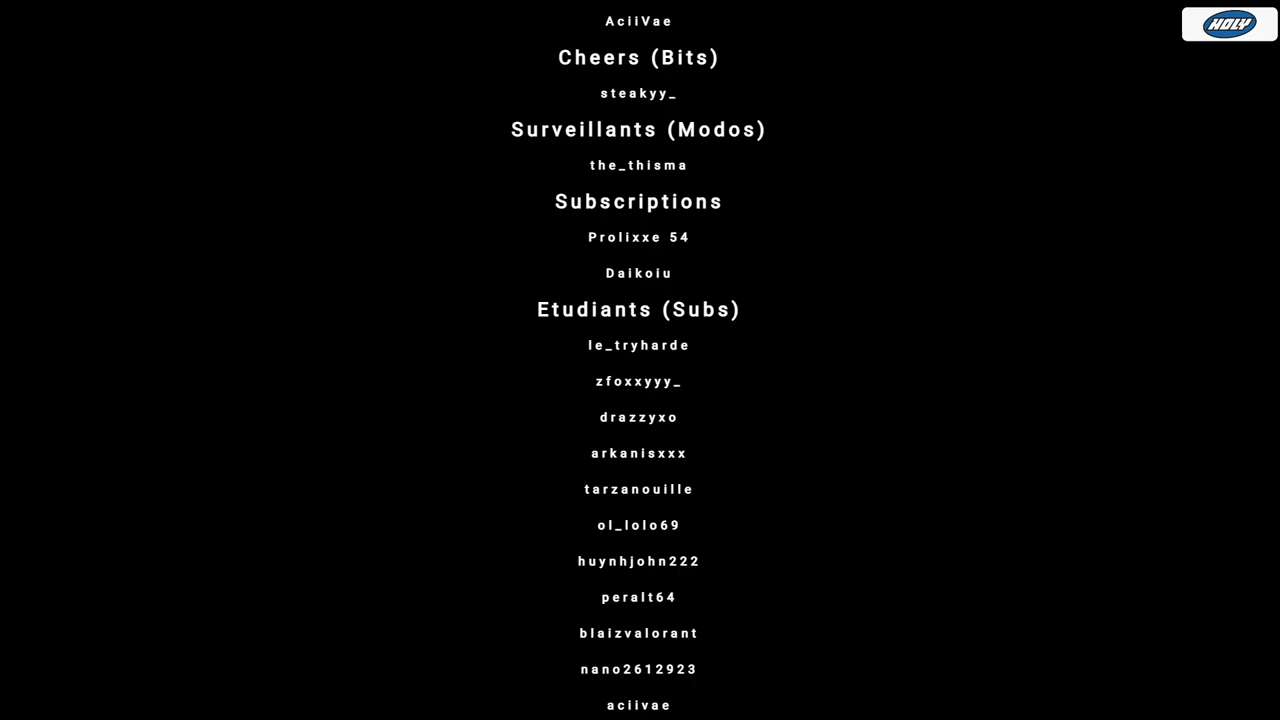 AciiVae
HOLY
Cheers (Bits)
steakyy_
Surveillants (Modos)
the_thisma
Subscriptions
Prolixxe 54
Daikoiu
Etudiants (Subs)
le_tryharde
zfoxxyyy_
drazzyxo
arkanisxxx
tarzanouille
ol_lolo69
huynhjohn222
peralt64
blaizvalorant
nano2612923
aciivae